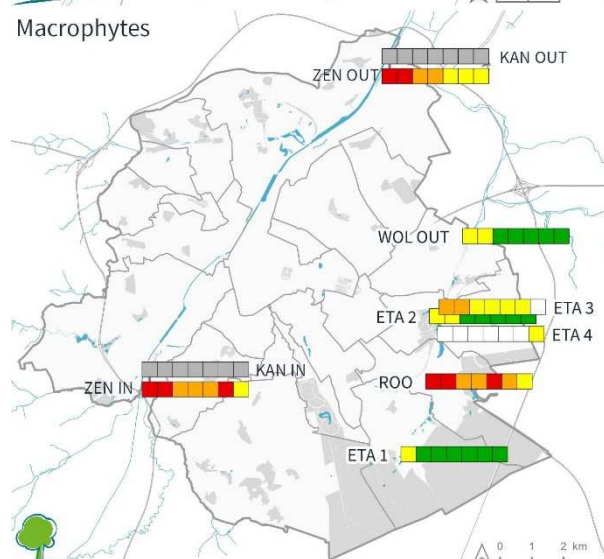 Macrophytes
KAN OUT
ZEN OUT
WOL OUT
ETA 3
ETA 2
ETA 4
KAN IN
ZEN IN
ROO
ETA 1
0 1 2 km